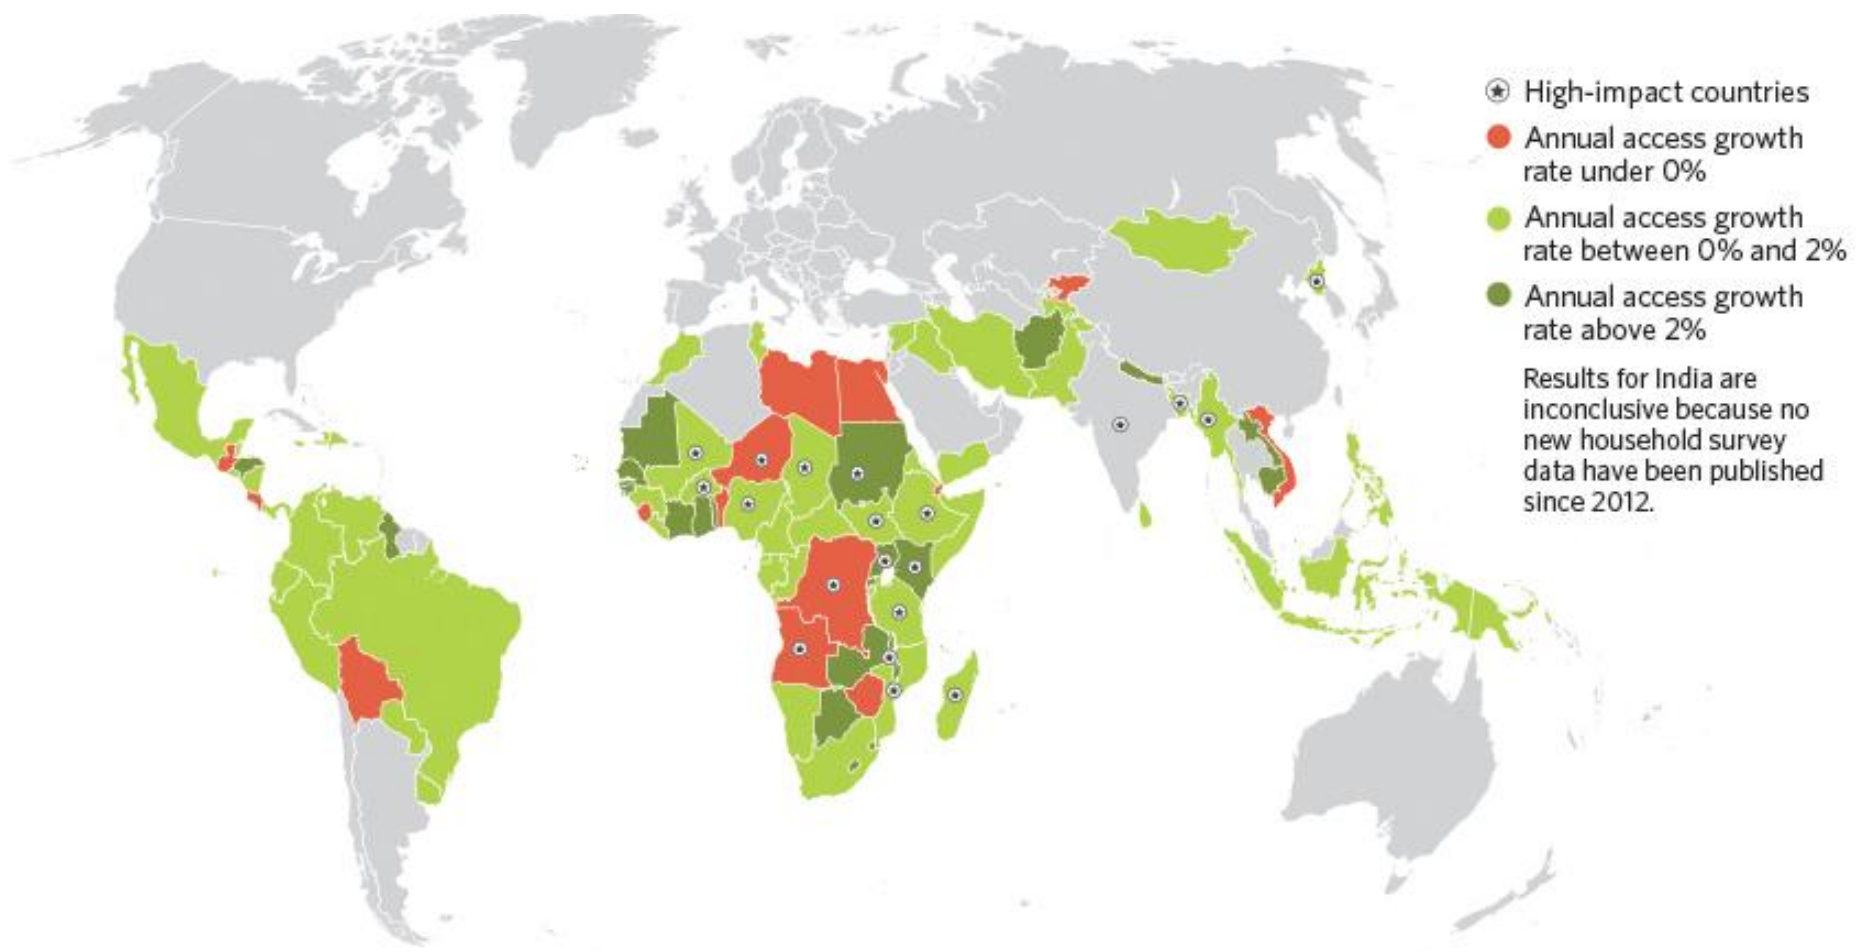 High-impact countries
Annual access growth
rate under 0%
Annual access growth
rate between 0% and 2%
Annual access growth
rate above 2%
Results for India are
inconclusive because no
new household survey
data have been published
since 2012.